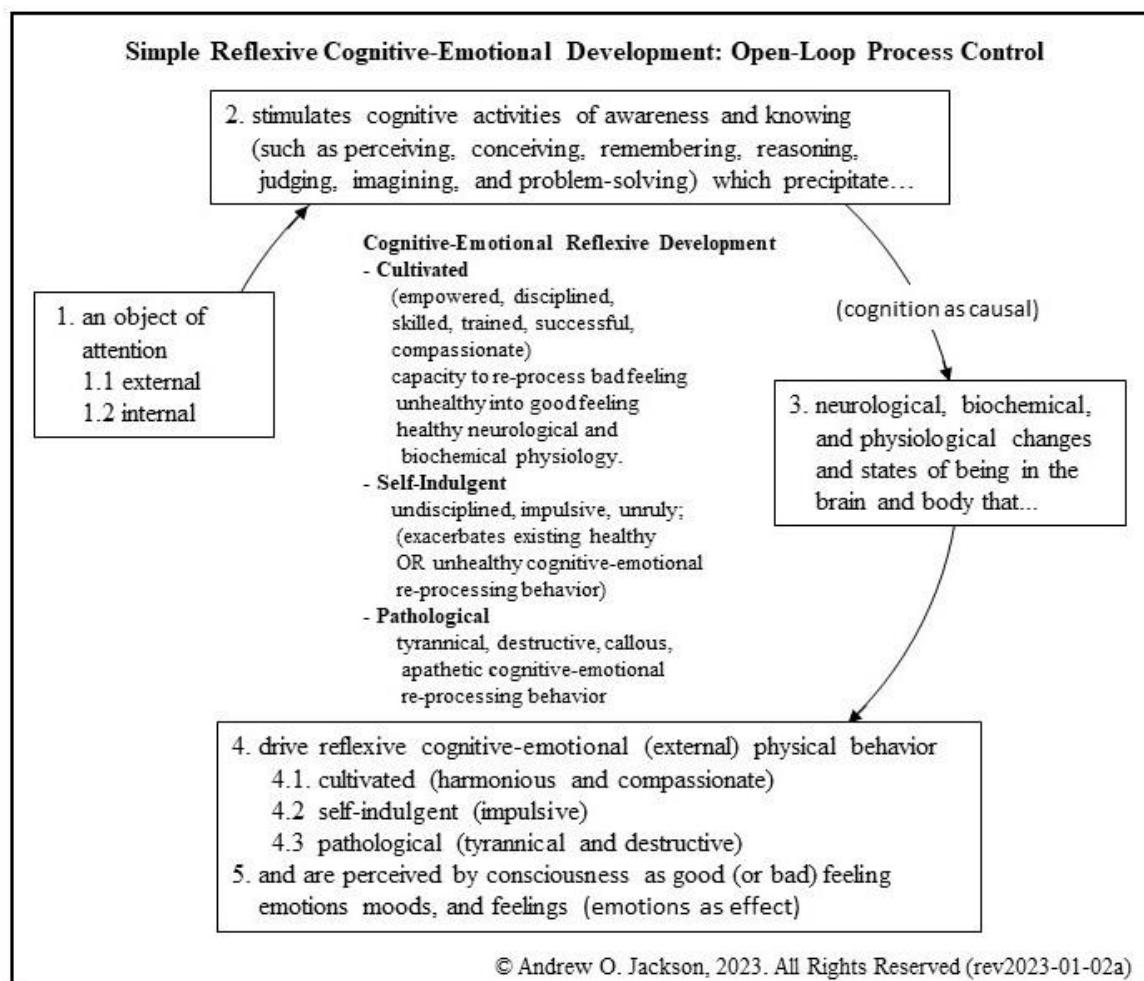 Simple Reflexive Cognitive-Emotional Development: Open-Loop Process Control
2. stimulates cognitive activities of awareness and knowing
(such as perceiving, conceiving, remembering, reasoning,
judging, imagining, and problem-solving) which precipitate…
1. an object of
attention
1.1 external
1.2 internal
Cognitive-Emotional Reflexive Development
- Cultivated
(empowered, disciplined,
skilled, trained, successful,
compassionate)
capacity to re-process bad feeling
unhealthy into good feeling
healthy neurological and
biochemical physiology.
- Self-Indulgent
undisciplined, impulsive, unruly;
(exacerbates existing healthy
OR unhealthy cognitive-emotional
re-processing behavior)
- Pathological
tyrannical, destructive, callous,
apathetic cognitive-emotional
re-processing behavior
(cognition as causal)
3. neurological, biochemical,
and physiological changes
and states of being in the
brain and body that...
4. drive reflexive cognitive-emotional (external) physical behavior
4.1. cultivated (harmonious and compassionate)
4.2 self-indulgent (impulsive)
4.3 pathological (tyrannical and destructive)
5. and are perceived by consciousness as good (or bad) feeling
emotions moods, and feelings (emotions as effect)
© Andrew O. Jackson, 2023. All Rights Reserved (rev2023-01-02a)